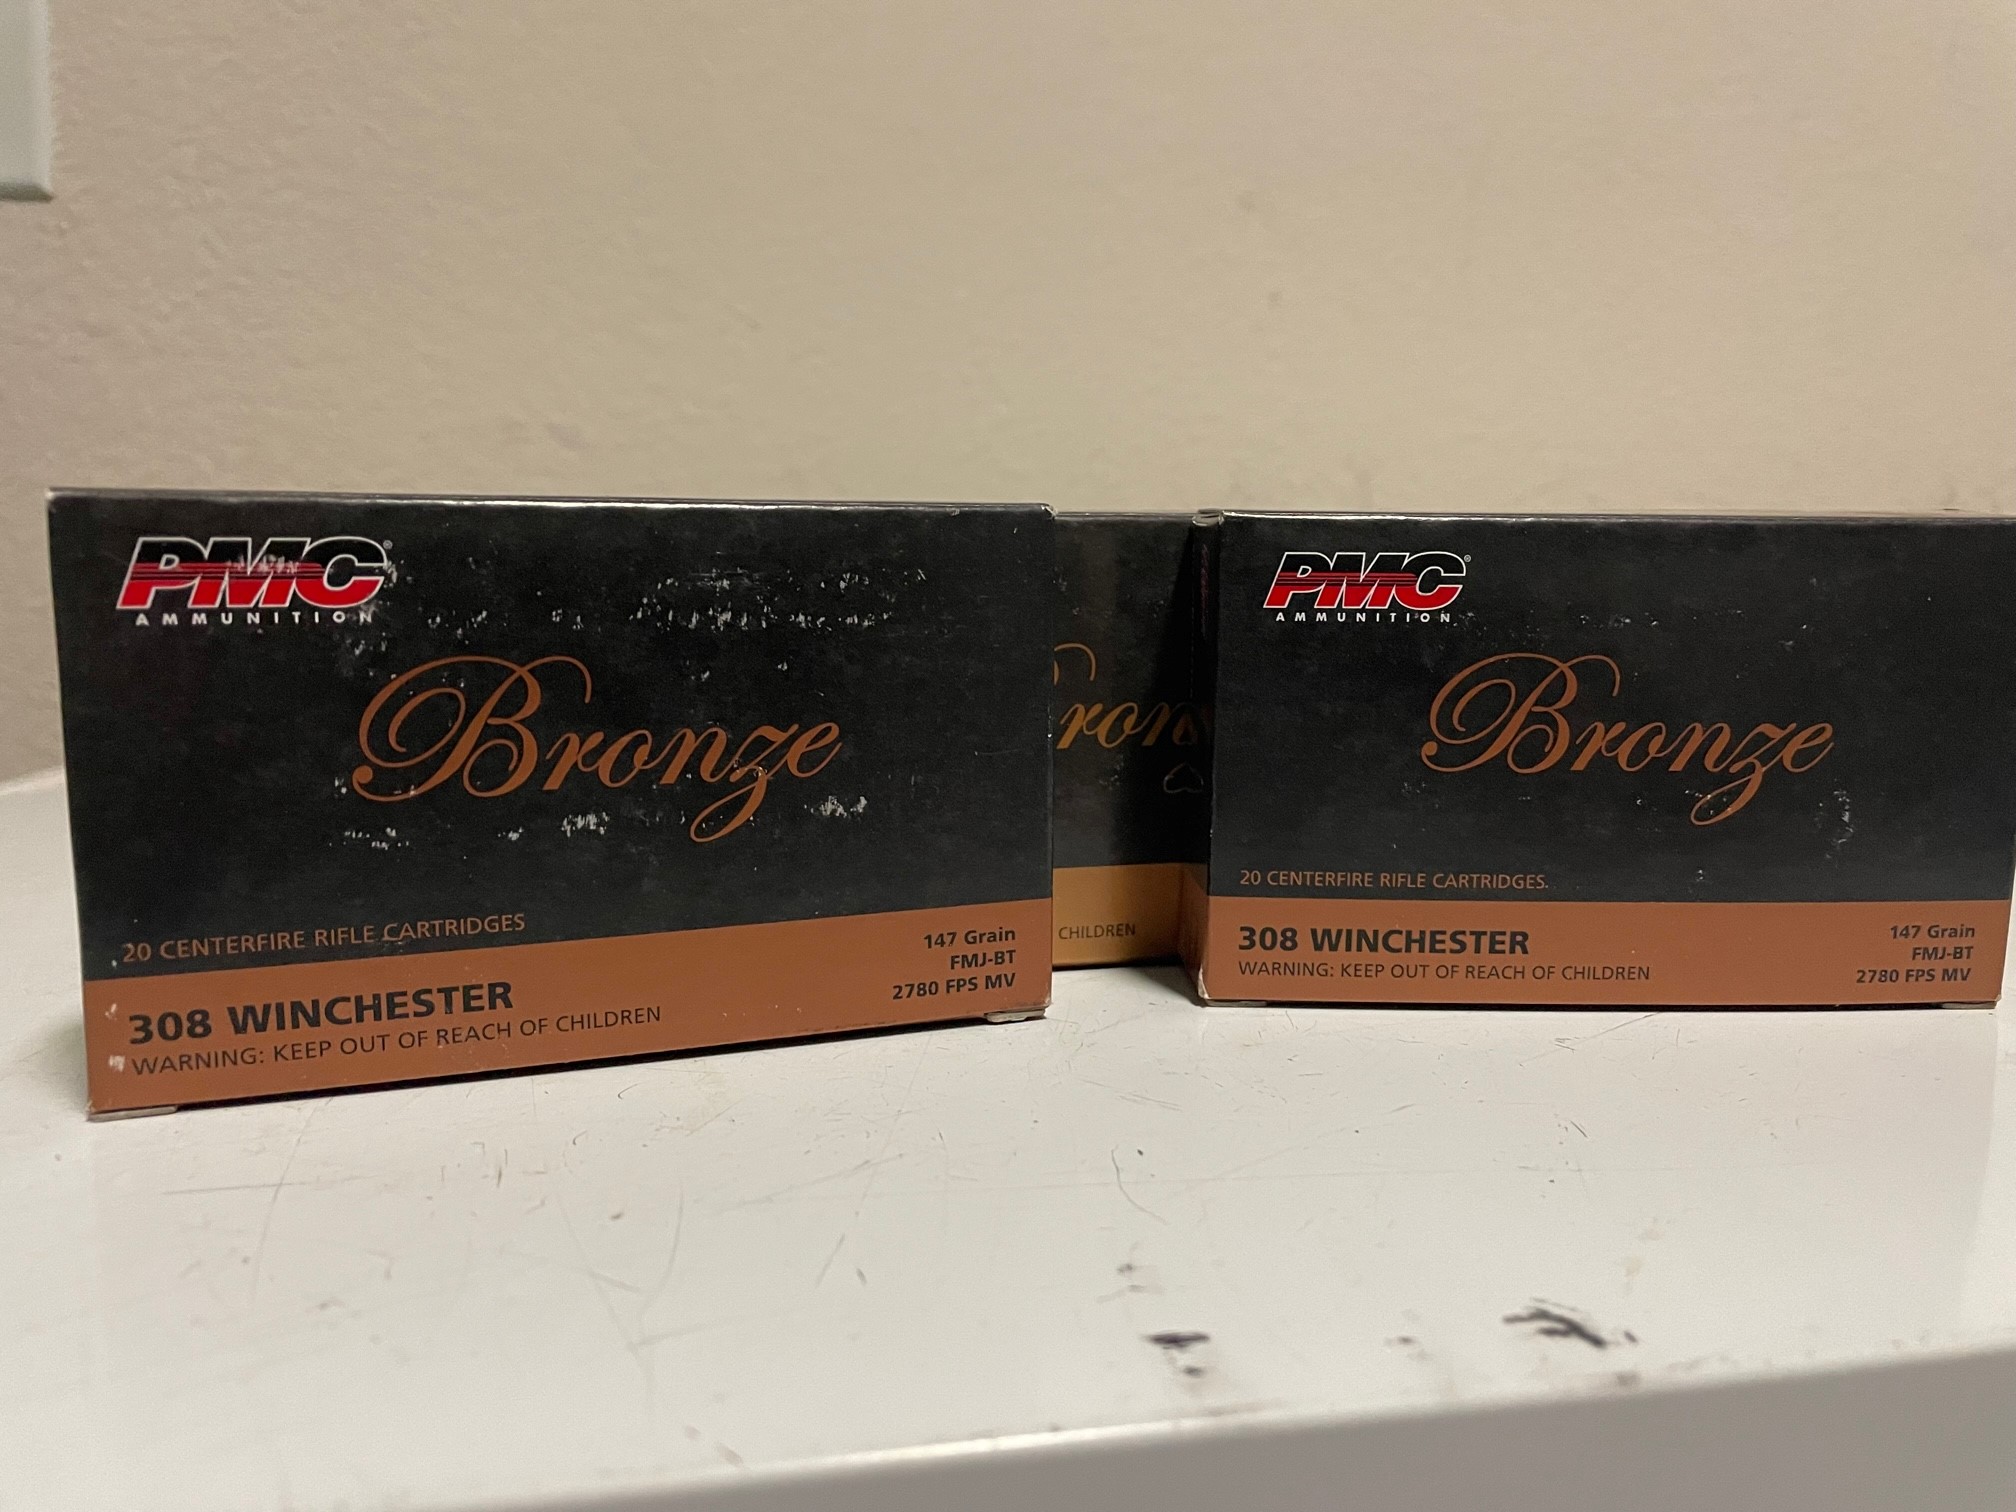 PMC®
AMMUNITION
Bronze
20 CENTERFIRE RIFLE CARTRIDGES
308 WINCHESTER
WARNING: KEEP OUT OF REACH OF CHILDREN
147 Grain
FMJ-BT
2780 FPS MV
ron
CHILDREN
PMC®
AMMUNITION
Bronze
20 CENTERFIRE RIFLE CARTRIDGES
308 WINCHESTER
WARNING: KEEP OUT OF REACH OF CHILDREN
147 Grain
FMJ-BT
2780 FPS MV